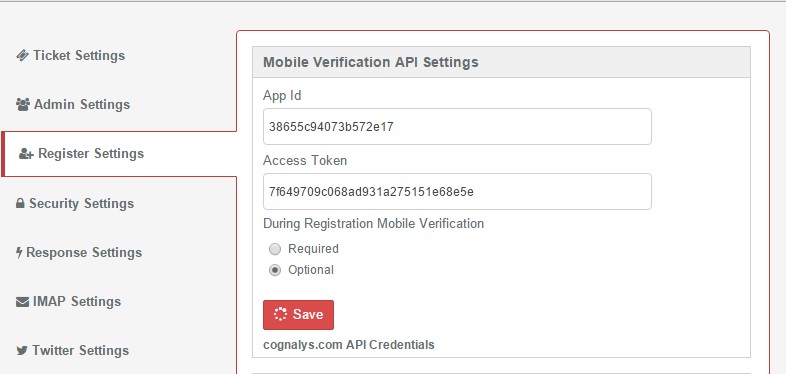 Ticket Settings
Admin Settings
Register Settings
Security Settings
Response Settings
IMAP Settings
Twitter Settings
Mobile Verification API Settings
App Id
38655c94073b572e17
Access Token
7f649709c068ad931a275151e68e5e
During Registration Mobile Verification
Required
Optional
Save
cognalys.com API Credentials